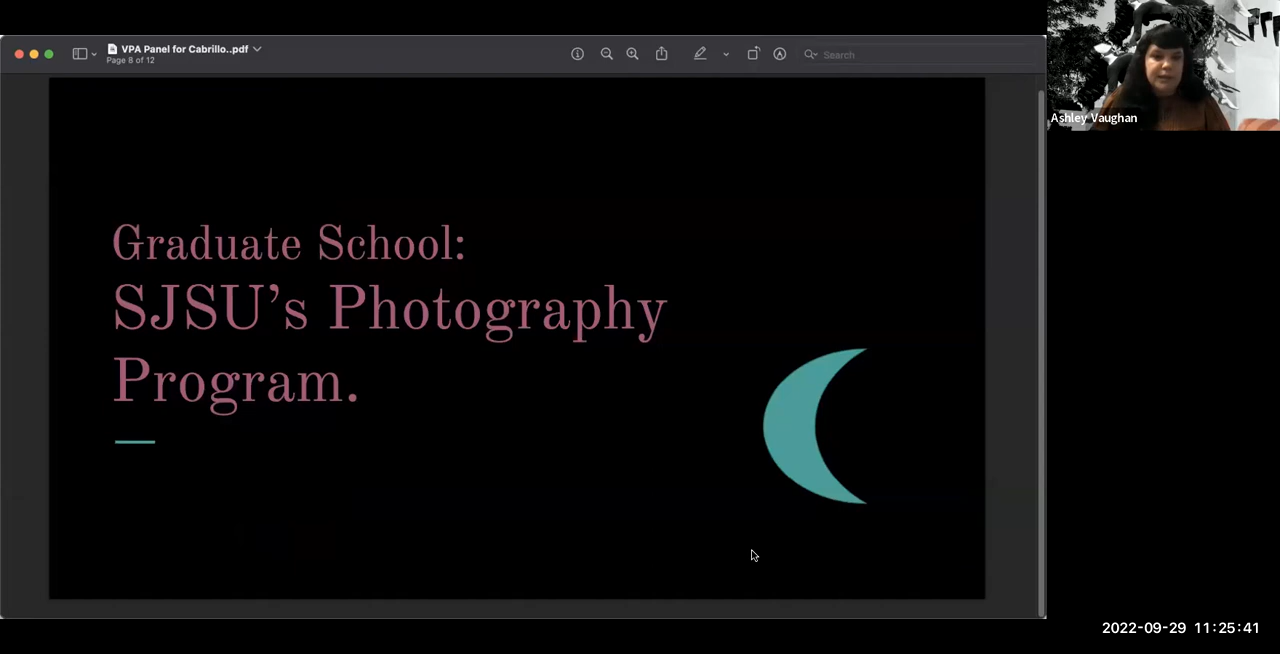 VPA Panel for Cabrillo..pdf
Page 8 of 12
Search
Ashley Vaughan
Graduate School:
SJSU’s Photography
Program.
2022-09-29 11:25:41